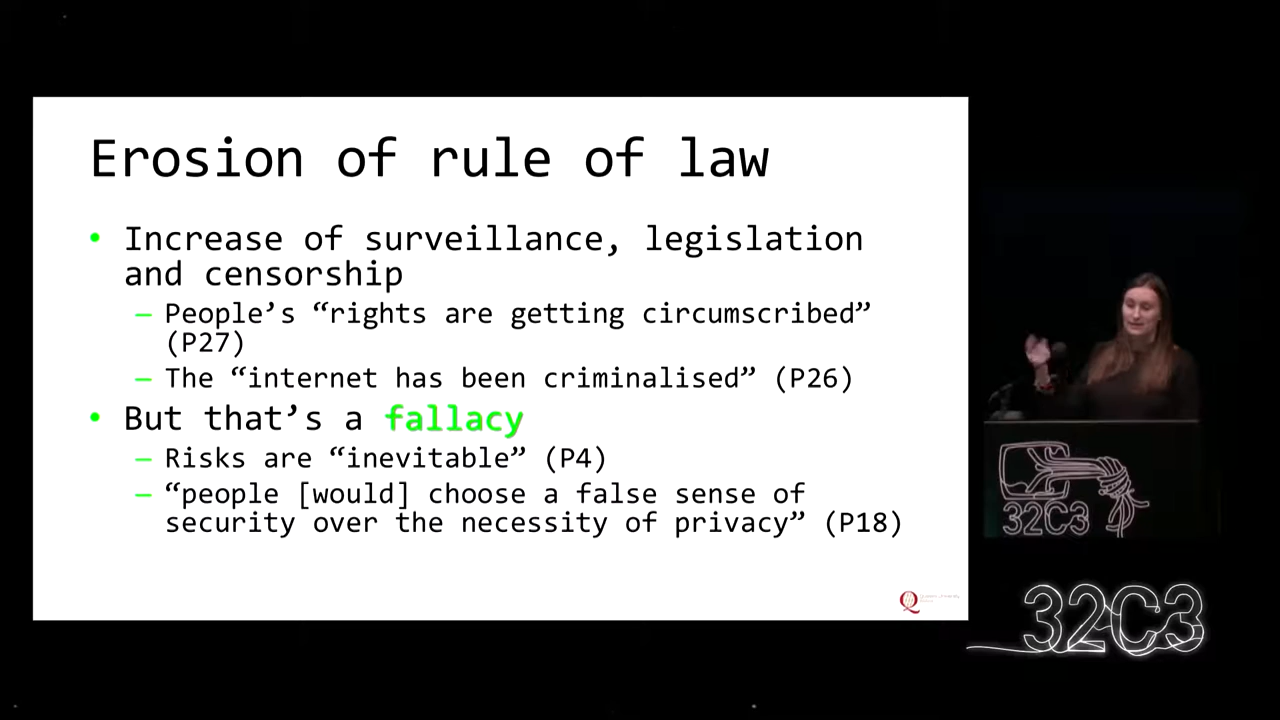 Erosion of rule of law
• Increase of surveillance, legislation
and censorship
– People’s “rights are getting circumscribed”
(P27)
– The “internet has been criminalised” (P26)
• But that’s a fallacy
– Risks are “inevitable” (P4)
– “people [would] choose a false sense of
security over the necessity of privacy” (P18)
32C3
32C3